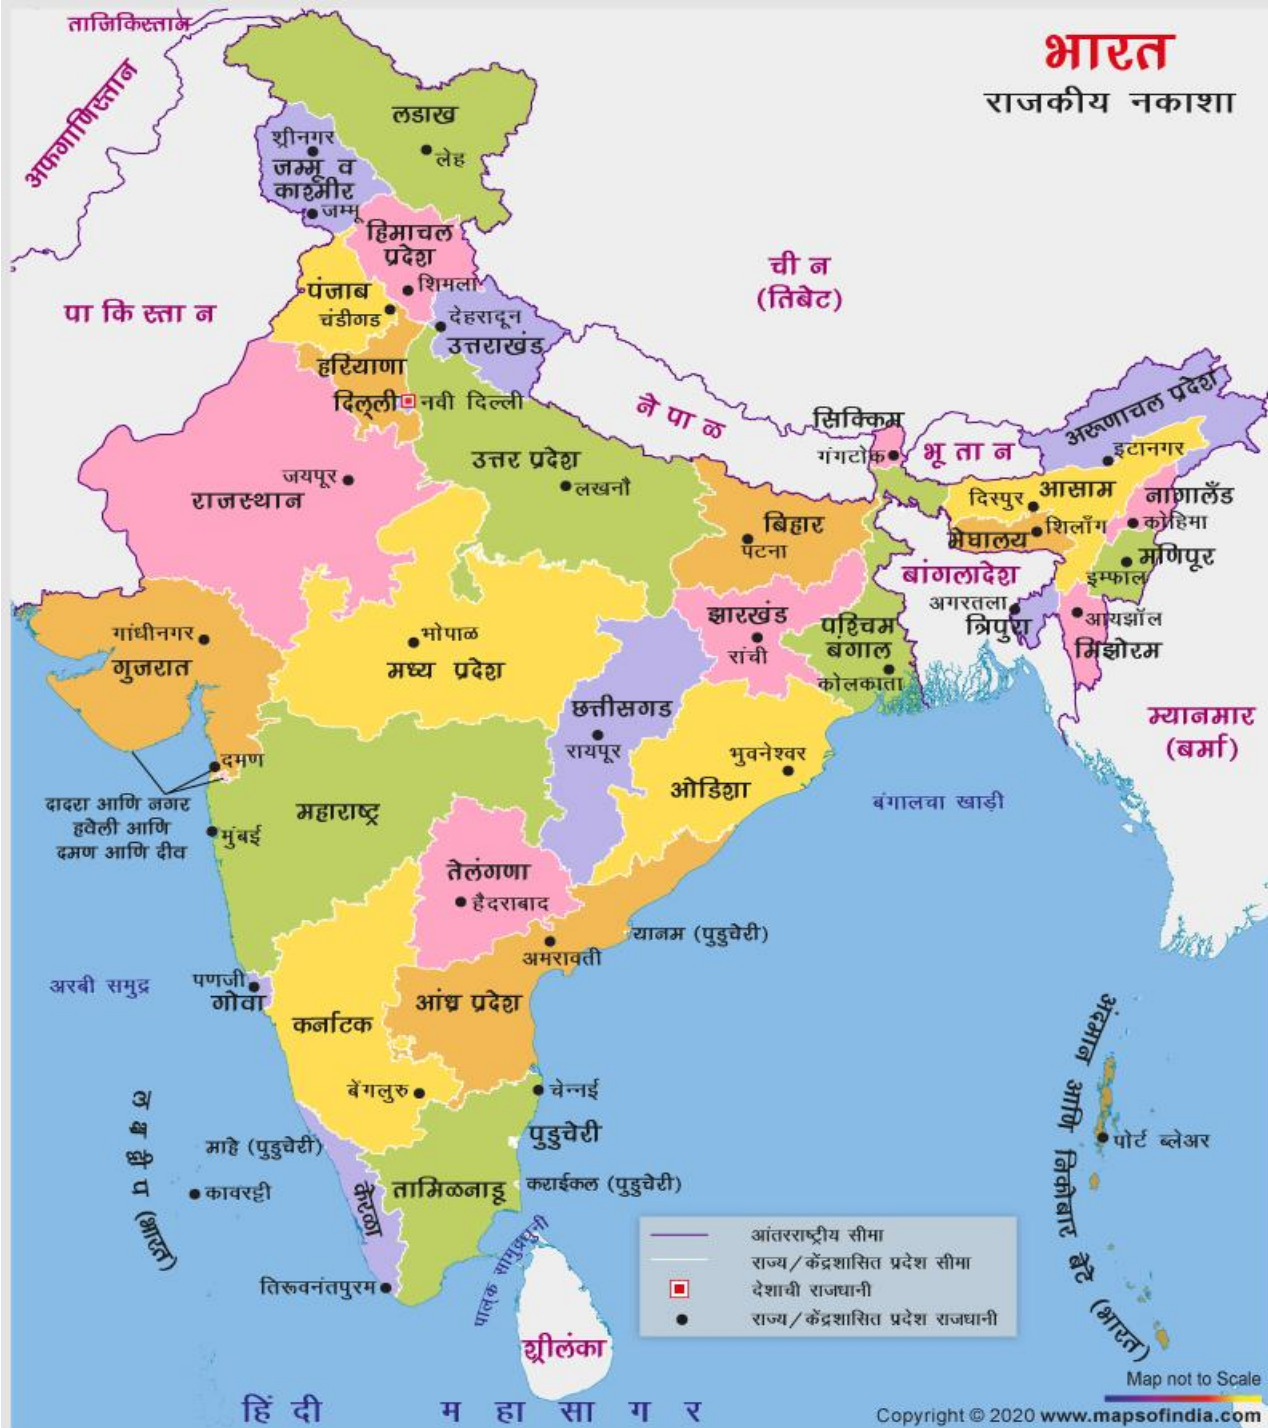 ताजिकिस्तान
भारत
राजकीय नकाशा
अफगाणिस्तान
लडाख
लेह
श्रीनगर
जम्मू व
काश्मीर
जम्मू
हिमाचल
प्रदेश
शिमला
चीन
(तिबेट)
पाकिस्तान
पंजाब
चंडीगड
देहरादून
उत्तराखंड
हरियाणा
दिल्ली
नवी दिल्ली
नेपाळ
सिक्किम
गंगटोक
भूतान
अरूणाचल प्रदेश
इटानगर
उत्तर प्रदेश
लखनौ
जयपूर
राजस्थान
दिस्पुर
आसाम
नागालँड
कोहिमा
बिहार
पटना
मेघालय
शिलाँग
मणिपूर
इम्फाल
बांगलादेश
अगरतला
त्रिपुरा
आयझॉल
मिझोरम
झारखंड
रांची
पश्चिम
बंगाल
कोलकाता
गांधीनगर
गुजरात
भोपाळ
मध्य प्रदेश
छत्तीसगड
रायपूर
म्यानमार
(बर्मा)
भुवनेश्वर
ओडिशा
दमण
दादरा आणि नगर
हवेली आणि
दमण आणि दीव
महाराष्ट्र
मुंबई
बंगालचा खाड़ी
तेलंगणा
हैदराबाद
यानम (पुडुचेरी)
अमरावती
अरबी समुद्र
पणजी
गोवा
कर्नाटक
आंध्र प्रदेश
बेंगलुरु
चेन्नई
अंदमान आणि निकोबार बेटे (भारत)
पोर्ट ब्लेअर
लक्षद्वीप (भारत)
माहे (पुडुचेरी)
पुडुचेरी
कावरट्टी
केरळा
तामिळनाडू
कराईकल (पुडुचेरी)
तिरूवनंतपुरम
पाल्क सामुद्रधुनी
श्रीलंका
आंतरराष्ट्रीय सीमा
राज्य/केंद्रशासित प्रदेश सीमा
देशाची राजधानी
राज्य/केंद्रशासित प्रदेश राजधानी
हिंदी महासागर
Map not to Scale
Copyright © 2020 www.mapsofindia.com